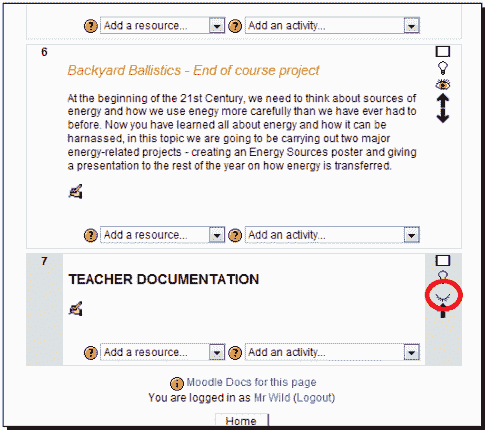 Add a resource... Add an activity...
6
Backyard Ballistics - End of course project
At the beginning of the 21st Century, we need to think about sources of
energy and how we use enegy more carefully than we have ever had to
before. Now you have learned all about energy and how it can be
harnassed, in this topic we are going to be carrying out two major
energy-related projects - creating an Energy Sources poster and giving
a presentation to the rest of the year on how energy is transferred.
Add a resource... Add an activity...
7
TEACHER DOCUMENTATION
Add a resource... Add an activity...
Moodle Docs for this page
You are logged in as Mr Wild (Logout)
Home